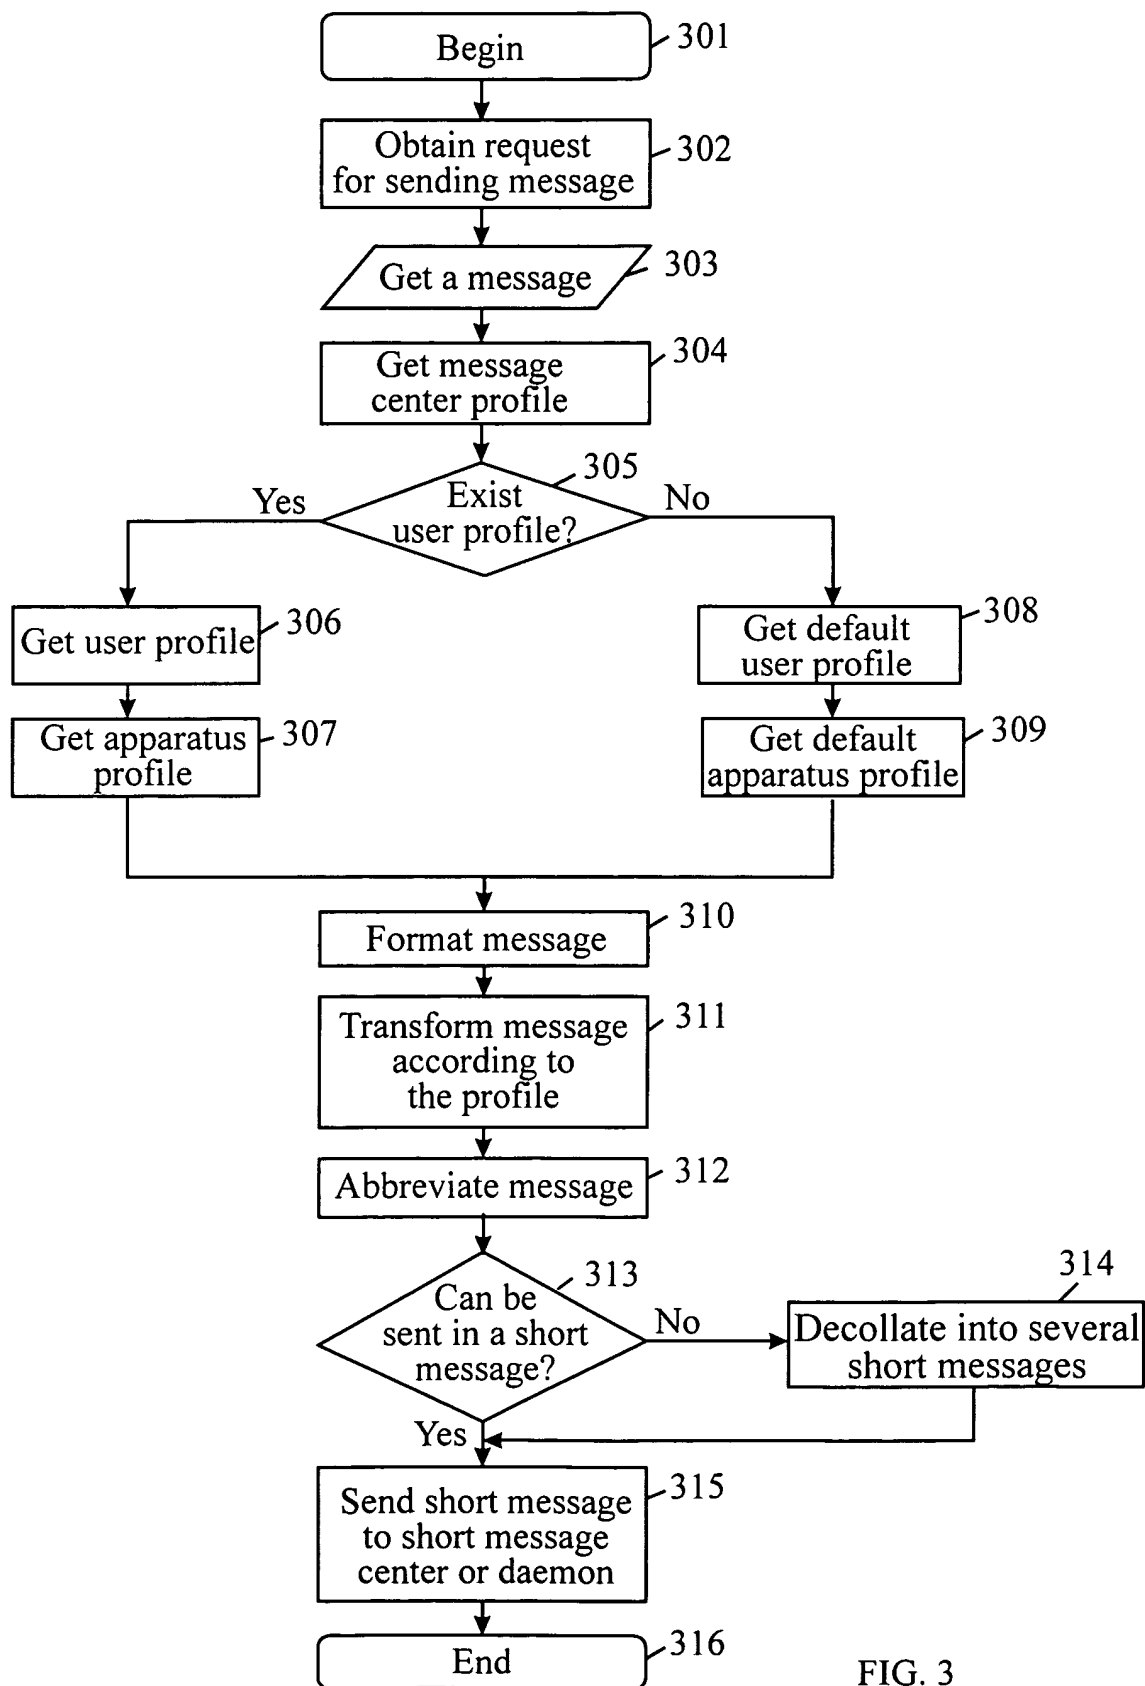 Begin
301
Obtain request
for sending message
302
Get a message
303
Get message
center profile
304
Exist
user profile?
305
Yes
No
Get user profile
306
Get default
user profile
308
Get apparatus
profile
307
Get default
apparatus profile
309
Format message
310
Transform message
according to
the profile
311
Abbreviate message
312
Can be
sent in a short
message?
313
No
Decollate into several
short messages
314
Yes
Send short message
to short message
center or daemon
315
End
316
FIG. 3